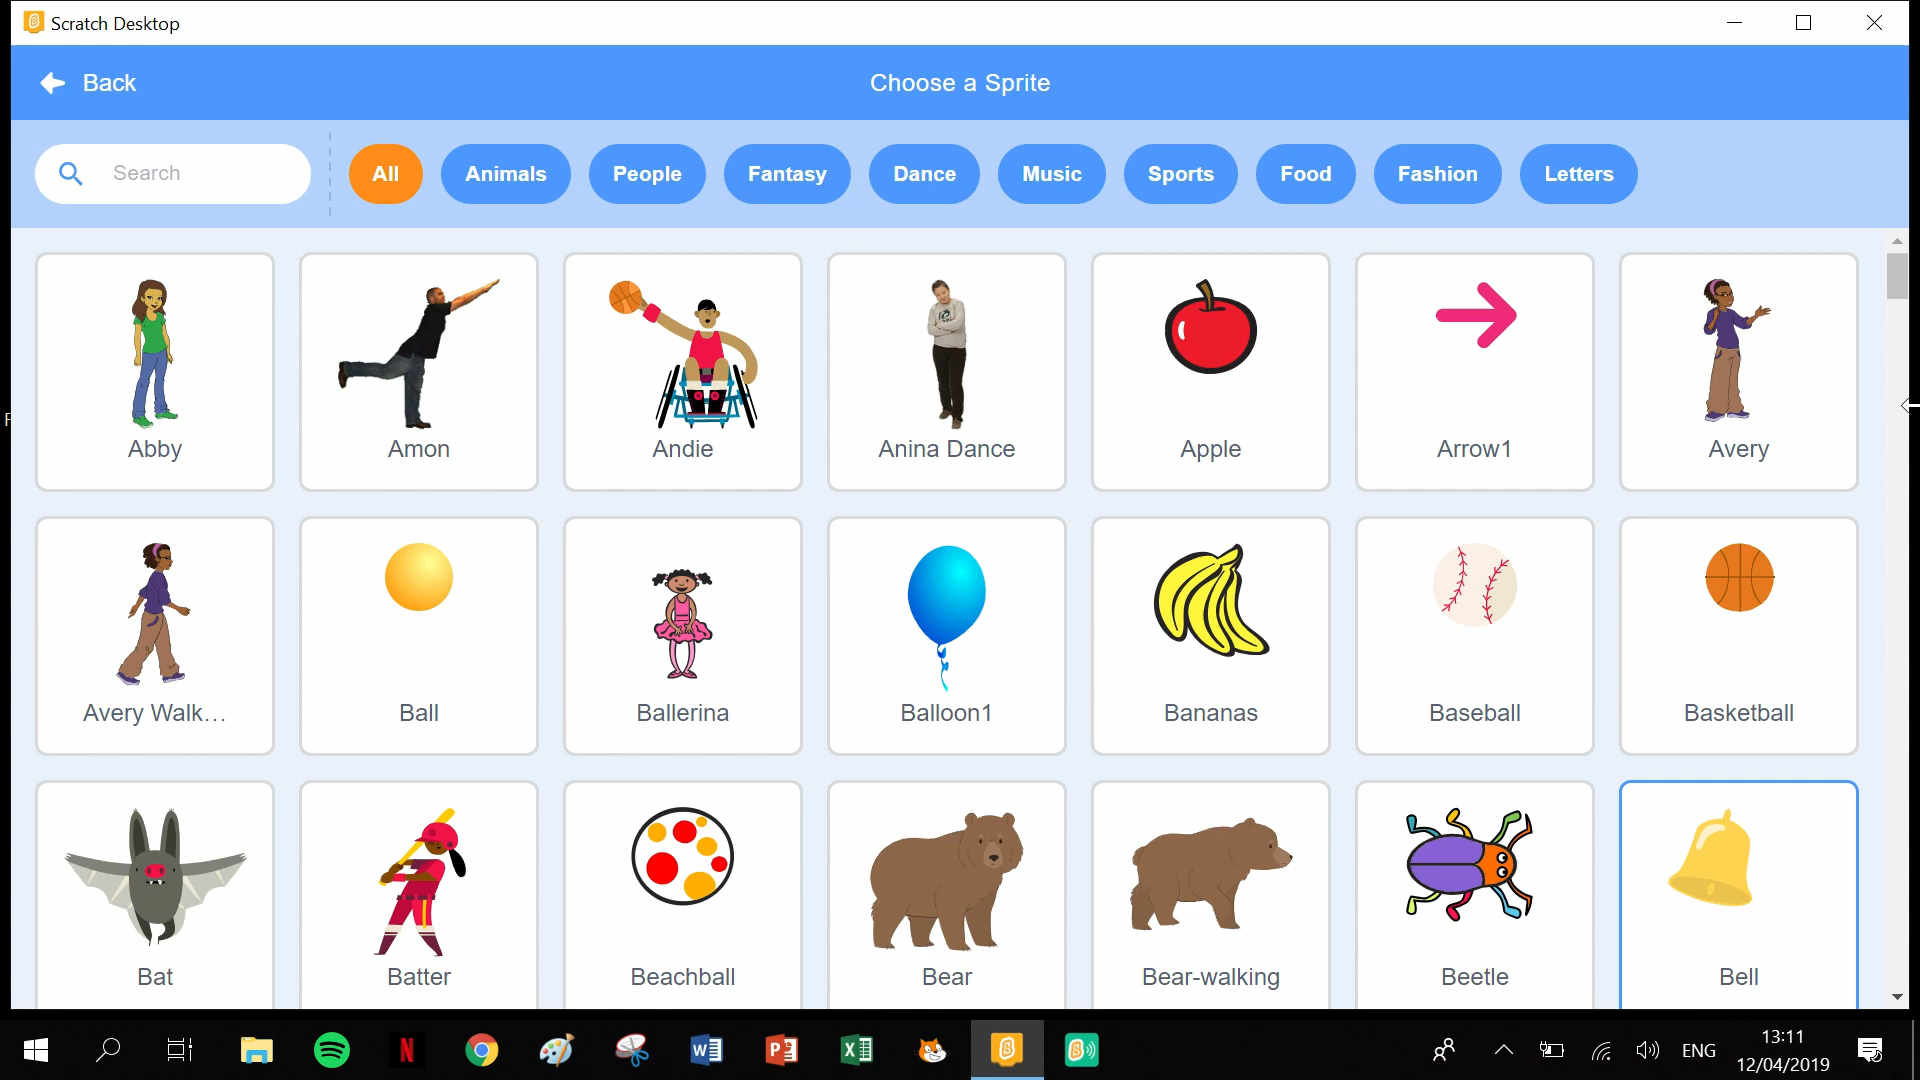 Scratch Desktop
Back
Choose a Sprite
Search
All
Animals
People
Fantasy
Dance
Music
Sports
Food
Fashion
Letters
Abby
Amon
Andie
Anina Dance
Apple
Arrow1
Avery
Avery Walk...
Ball
Ballerina
Balloon1
Bananas
Baseball
Basketball
Bat
Batter
Beachball
Bear
Bear-walking
Beetle
Bell
ENG
13:11
12/04/2019